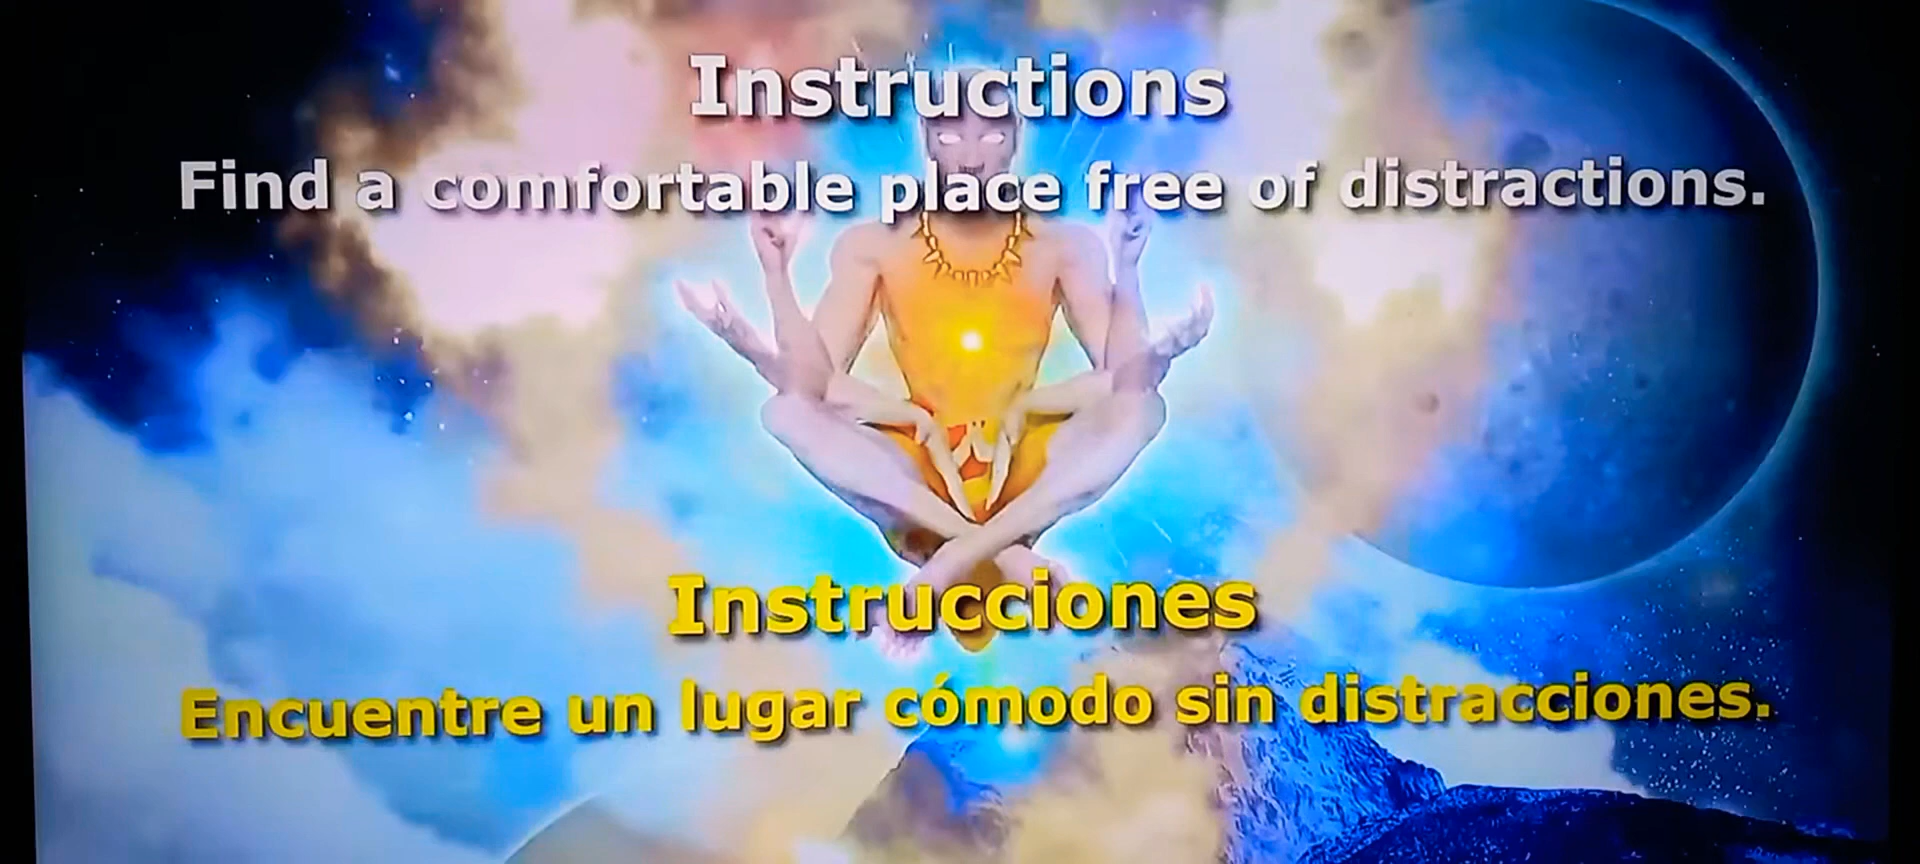 Instructions
Find a comfortable place free of distractions.
Instrucciones
Encuentre un lugar cómodo sin distracciones.